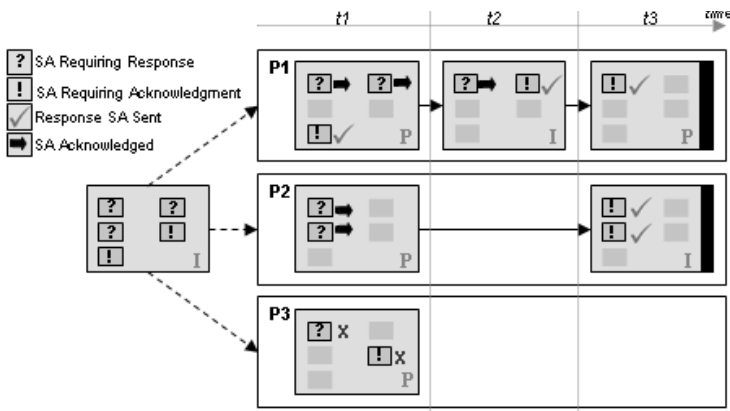 t1 t2 t3 time
? SA Requiring Response
! SA Requiring Acknowledgment
Response SA Sent
SA Acknowledged
P1
? ?
! P
? !
I
!
P
? ?
? !
! I
P2
?
?
P
!
!
I
P3
? X
! X
P